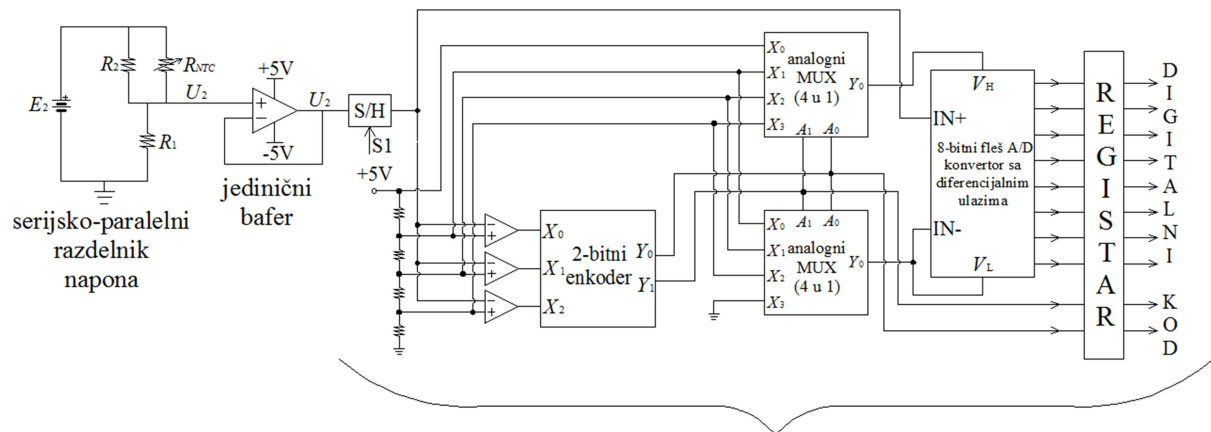 R2
RNTC
E2
U2
R1
serijsko-paralelni
razdelnik
napona
+5V
+
-
-5V
U2
jedinični
bafer
S/H
S1
+5V
-
+
-
+
-
+
X0
X1
X2
2-bitni
enkoder
Y0
Y1
X0
X1
X2
X3
analogni
MUX
(4 u 1)
Y0
A1
A0
A1
A0
X0
X1
X2
X3
analogni
MUX
(4 u 1)
Y0
VH
IN+
8-bitni fleš A/D
konvertor sa
diferencijalnim
ulazima
IN-
VL
REGISTAR
DIGITALNI
KOD